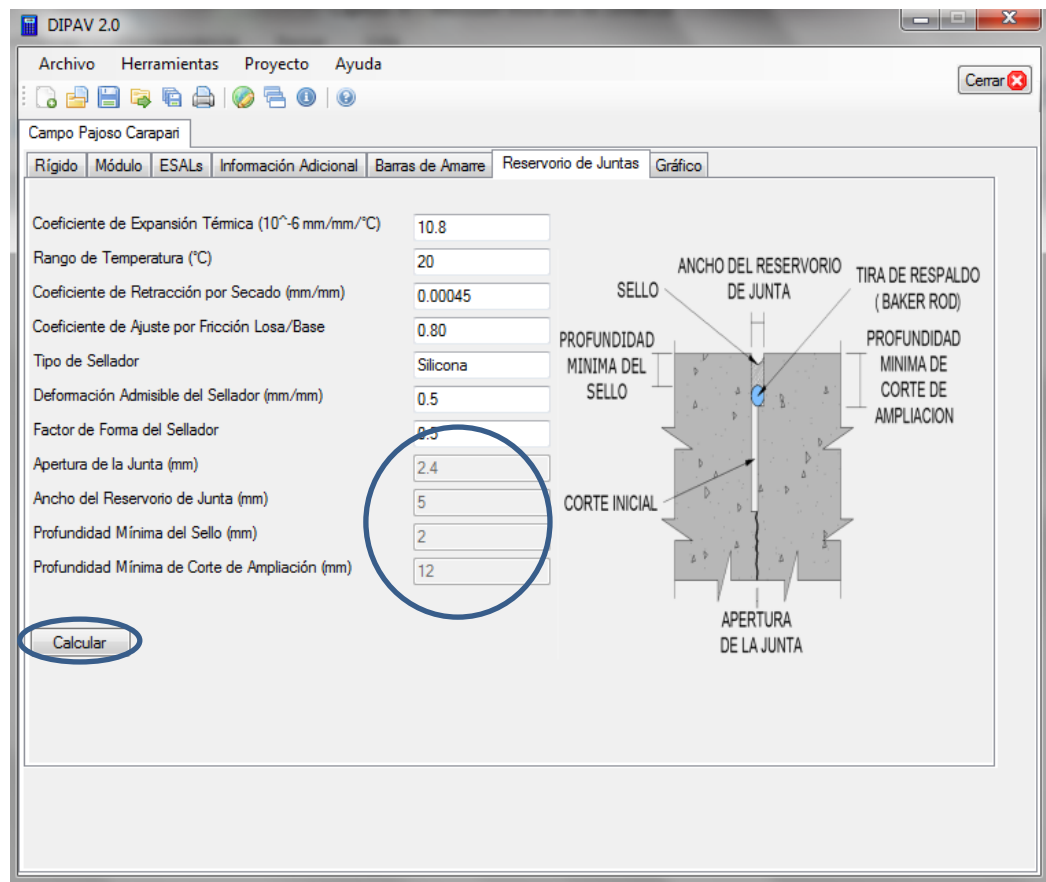 DIPAV 2.0
Archivo Herramientas Proyecto Ayuda
Cerrar
Campo Pajoso Carapari
Rígido Módulo ESALs Información Adicional Barras de Amarre Reservorio de Juntas Gráfico
Coeficiente de Expansión Térmica (10^-6 mm/mm/°C) 10.8
Rango de Temperatura (°C) 20
Coeficiente de Retracción por Secado (mm/mm) 0.00045
Coeficiente de Ajuste por Fricción Losa/Base 0.80
Tipo de Sellador Silicona
Deformación Admisible del Sellador (mm/mm) 0.5
Factor de Forma del Sellador 0.5
Apertura de la Junta (mm) 2.4
Ancho del Reservorio de Junta (mm) 5
Profundidad Mínima del Sello (mm) 2
Profundidad Mínima de Corte de Ampliación (mm) 12
Calcular
ANCHO DEL RESERVORIO
DE JUNTA
SELLO
TIRA DE RESPALDO
( BAKER ROD)
PROFUNDIDAD
MINIMA DEL
SELLO
PROFUNDIDAD
MINIMA DE
CORTE DE
AMPLIACION
CORTE INICIAL
APERTURA
DE LA JUNTA